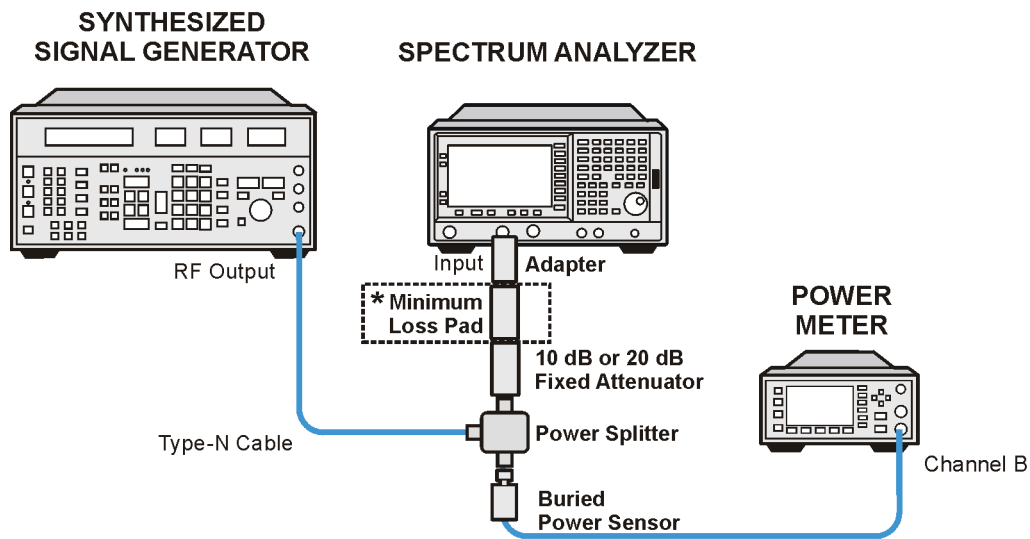 SYNTHESIZED
SIGNAL GENERATOR
SPECTRUM ANALYZER
RF Output
Input
Adapter
* Minimum
Loss Pad
POWER
METER
10 dB or 20 dB
Fixed Attenuator
Type-N Cable
Power Splitter
Channel B
Buried
Power Sensor